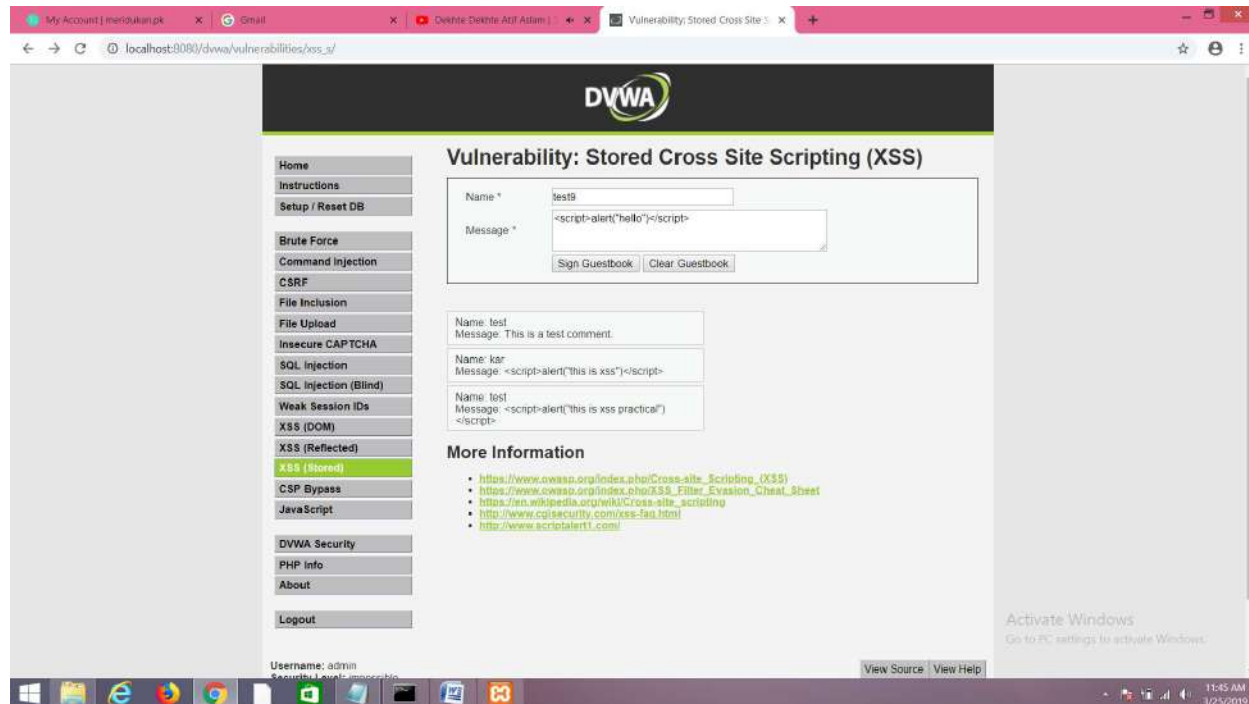 My Account | meridukan.pk
Gmail
Dekhte Dekhte Atif Aslam |
Vulnerability: Stored Cross Site S
localhost:8080/dvwa/vulnerabilities/xss_s/
DVWA
Home
Instructions
Setup / Reset DB
Brute Force
Command Injection
CSRF
File Inclusion
File Upload
Insecure CAPTCHA
SQL Injection
SQL Injection (Blind)
Weak Session IDs
XSS (DOM)
XSS (Reflected)
XSS (Stored)
CSP Bypass
JavaScript
DVWA Security
PHP Info
About
Logout
Username: admin
Security Level: impossible
Vulnerability: Stored Cross Site Scripting (XSS)
Name * test9
Message * <script>alert("hello")</script>
Sign Guestbook Clear Guestbook
Name: test
Message: This is a test comment.
Name: kar
Message: <script>alert("this is xss")</script>
Name: test
Message: <script>alert("this is xss practical")
</script>
More Information
https://www.owasp.org/index.php/Cross-site_Scripting_(XSS)
https://www.owasp.org/index.php/XSS_Filter_Evasion_Cheat_Sheet
https://en.wikipedia.org/wiki/Cross-site_scripting
http://www.cgisecurity.com/xss-faq.html
http://www.scriptalert1.com/
View Source View Help
Activate Windows
Go to PC settings to activate Windows.
11:45 AM
3/25/2019